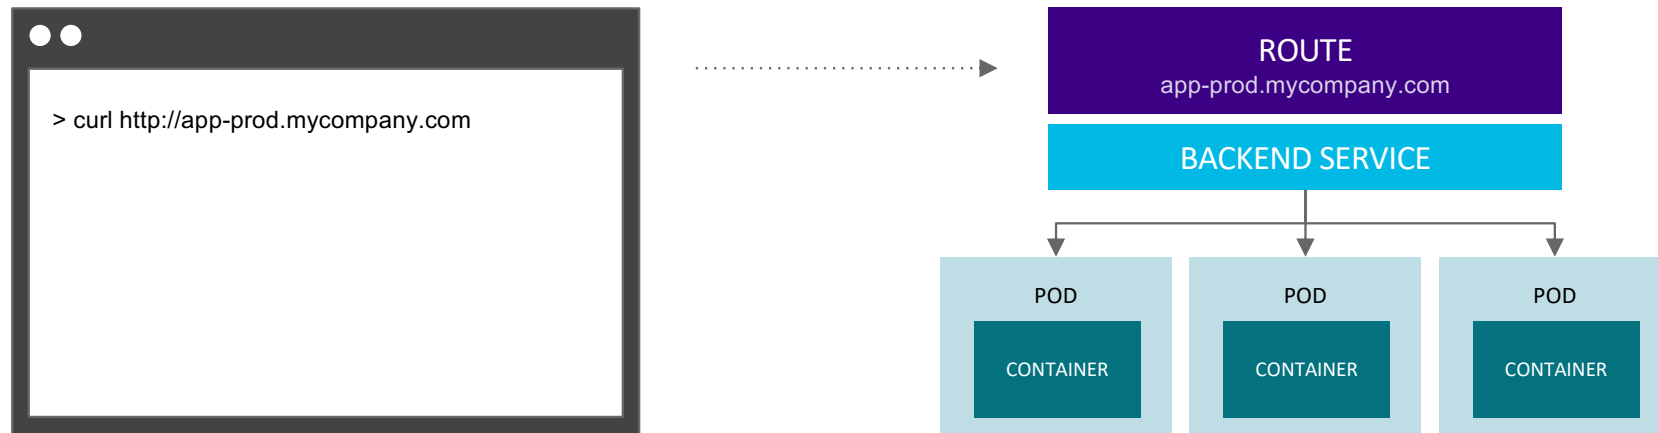 > curl http://app-prod.mycompany.com
ROUTE
app-prod.mycompany.com
BACKEND SERVICE
POD
POD
POD
CONTAINER
CONTAINER
CONTAINER